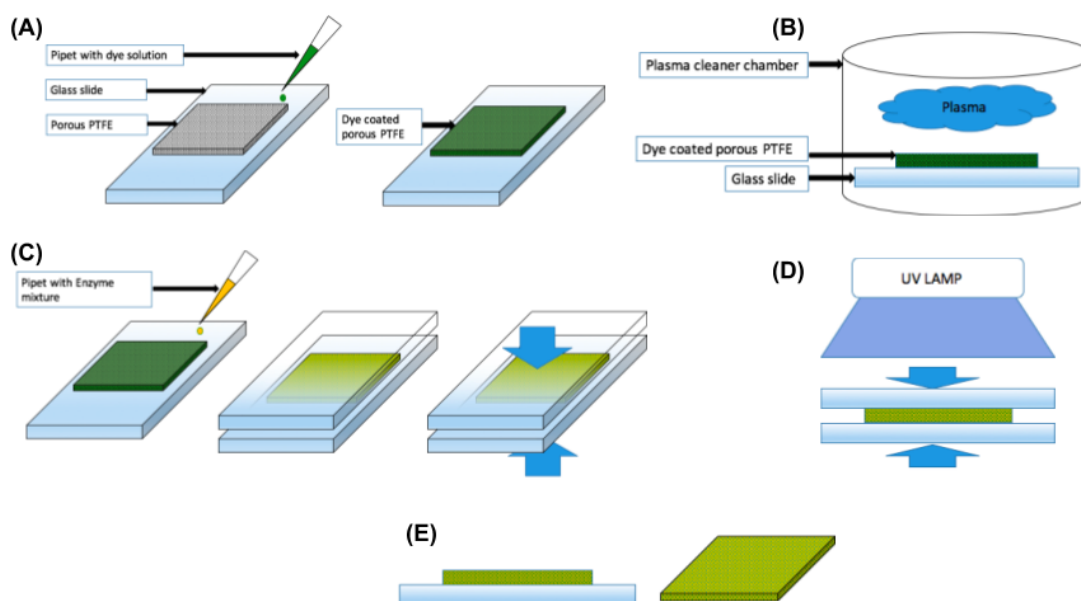 (A)
Pipet with dye solution
Glass slide
Porous PTFE
Dye coated
porous PTFE
(B)
Plasma cleaner chamber
Plasma
Dye coated porous PTFE
Glass slide
(C)
Pipet with Enzyme
mixture
(D)
UV LAMP
(E)